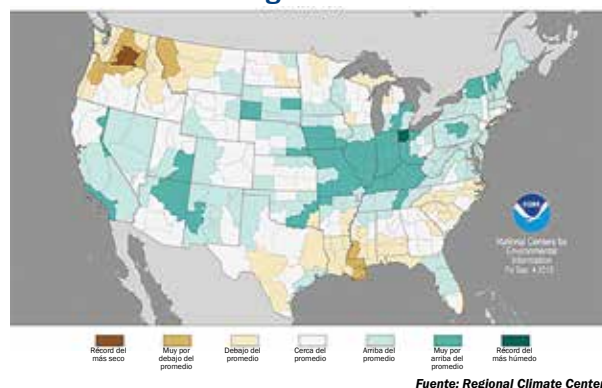 National Centers for
Environmental
Information
Récord del
más seco
Muy por
debajo del
promedio
Debajo del
promedio
Cerca del
promedio
Arriba del
promedio
Muy por
arriba del
promedio
Récord del
más húmedo
Fuente: Regional Climate Center